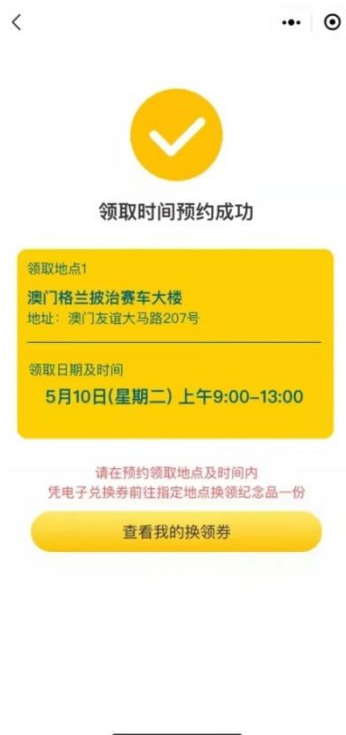 领取时间预约成功
领取地点1
澳门格兰披治赛车大楼
地址：澳门友谊大马路207号
领取日期及时间
5月10日(星期二) 上午9:00-13:00
请在预约领取地点及时间内
凭电子兑换券前往指定地点换领纪念品一份
查看我的换领券